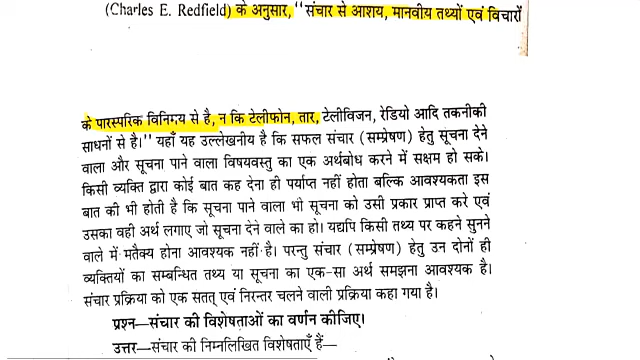 (Charles E. Redfield) के अनुसार, "संचार से आशय, मानवीय तथ्यों एवं विचारों
के पारस्परिक विनिमय से है, न कि टेलीफोन, तार, टेलीविजन, रेडियो आदि तकनीकी
साधनों से है।" यहाँ यह उल्लेखनीय है कि सफल संचार (सम्प्रेषण) हेतु सूचना देने
वाला और सूचना पाने वाला विषयवस्तु का एक अर्थबोध करने में सक्षम हो सके।
किसी व्यक्ति द्वारा कोई बात कह देना ही पर्याप्त नहीं होता बल्कि आवश्यकता इस
बात की भी होती है कि सूचना पाने वाला भी सूचना को उसी प्रकार प्राप्त करे एवं
उसका वही अर्थ लगाए जो सूचना देने वाले का हो। यद्यपि किसी तथ्य पर कहने सुनने
वाले में मतैक्य होना आवश्यक नहीं है। परन्तु संचार (सम्प्रेषण) हेतु उन दोनों ही
व्यक्तियों का सम्बन्धित तथ्य या सूचना का एक-सा अर्थ समझना आवश्यक है।
संचार प्रक्रिया को एक सतत् एवं निरन्तर चलने वाली प्रक्रिया कहा गया है।
प्रश्न—संचार की विशेषताओं का वर्णन कीजिए।
उत्तर—संचार की निम्नलिखित विशेषताएँ हैं—